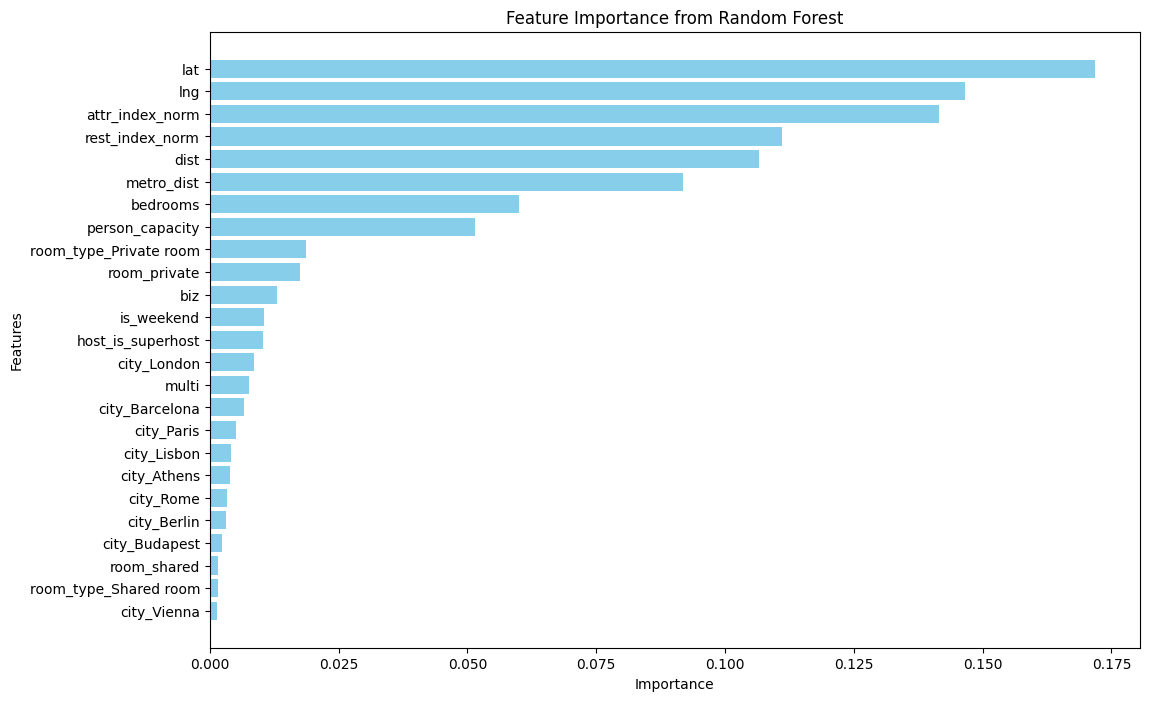 Feature Importance from Random Forest
Features
lat
lng
attr_index_norm
rest_index_norm
dist
metro_dist
bedrooms
person_capacity
room_type_Private room
room_private
biz
is_weekend
host_is_superhost
city_London
multi
city_Barcelona
city_Paris
city_Lisbon
city_Athens
city_Rome
city_Berlin
city_Budapest
room_shared
room_type_Shared room
city_Vienna
0.000 0.025 0.050 0.075 0.100 0.125 0.150 0.175
Importance